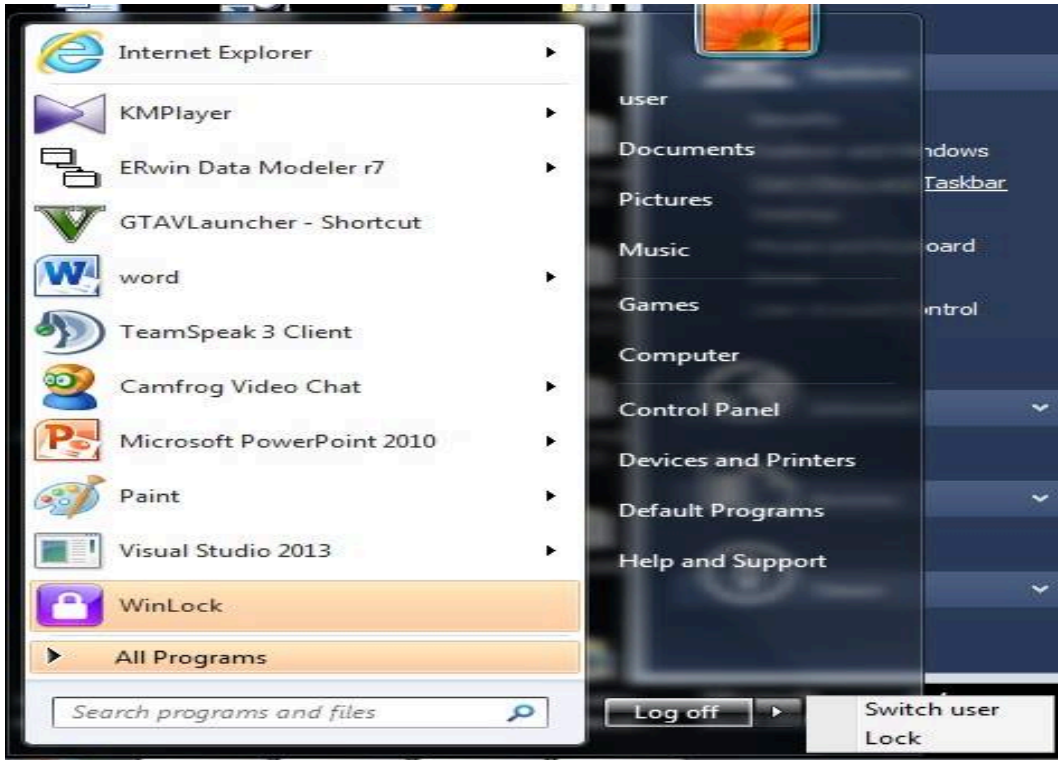 Internet Explorer
KMPlayer
ERwin Data Modeler r7
GTAVLauncher - Shortcut
word
TeamSpeak 3 Client
Camfrog Video Chat
Microsoft PowerPoint 2010
Paint
Visual Studio 2013
WinLock
All Programs
Search programs and files
user
Documents
Pictures
Music
Games
Computer
Control Panel
Devices and Printers
Default Programs
Help and Support
Log off
Switch user
Lock
ndows
Taskbar
oard
ntrol